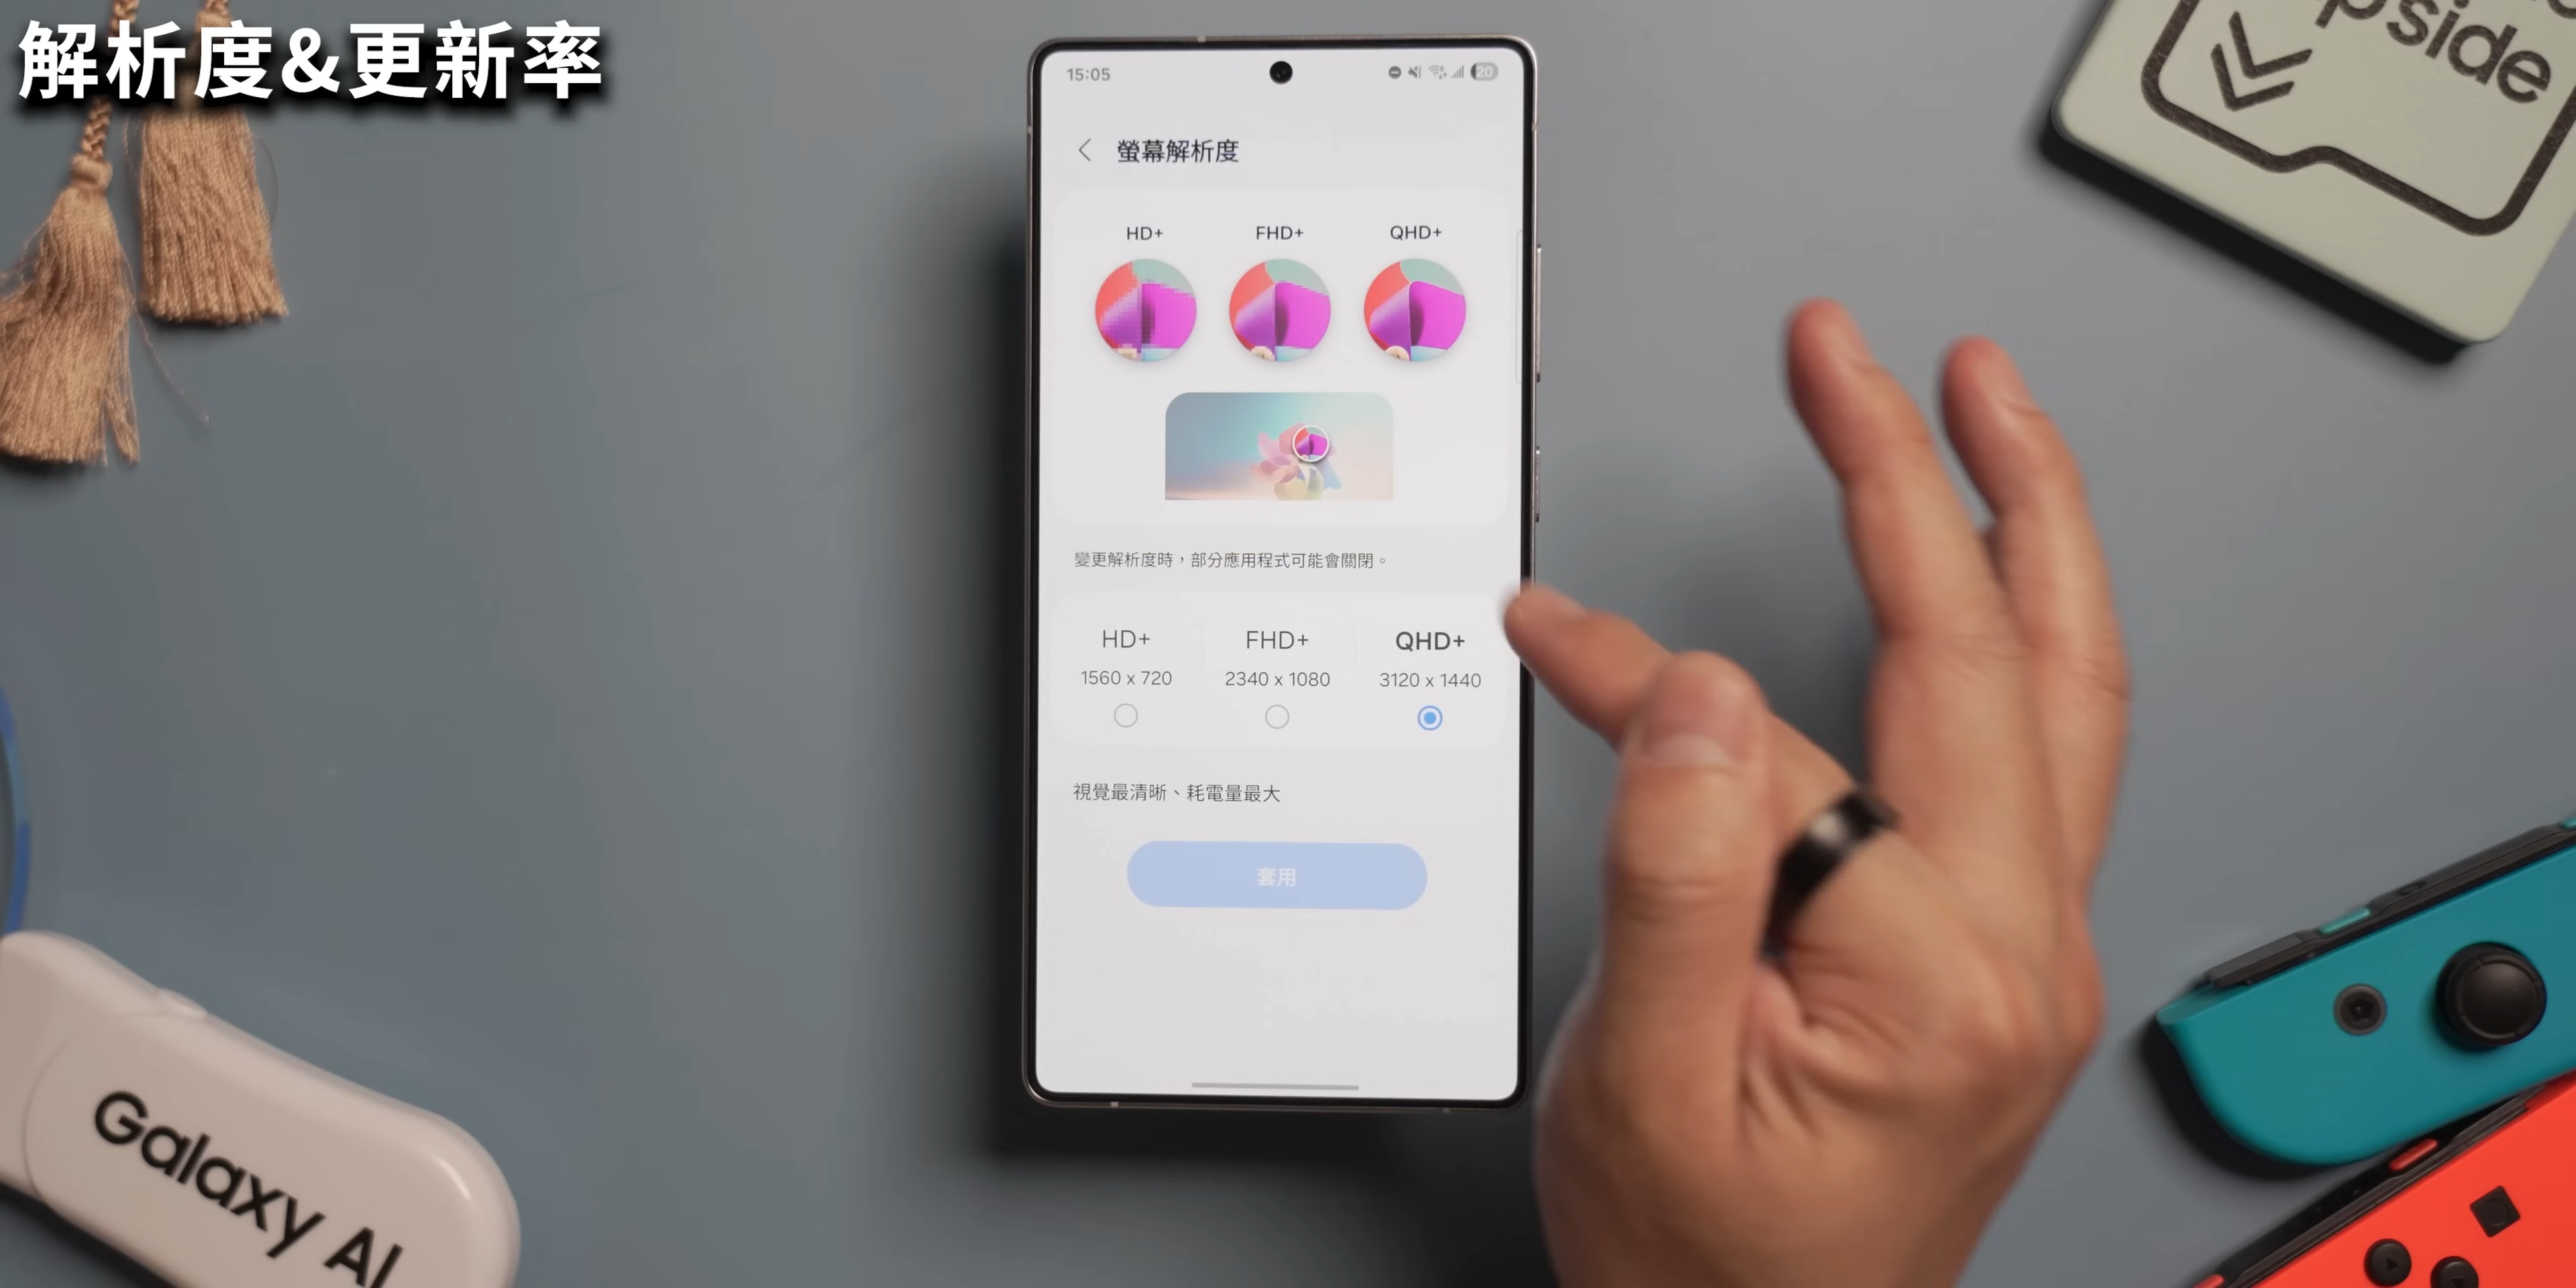 解析度&更新率
15:05
20
螢幕解析度
HD+ FHD+ QHD+
變更解析度時，部分應用程式可能會關閉。
HD+ FHD+ QHD+
1560 x 720 2340 x 1080 3120 x 1440
視覺最清晰、耗電量最大
套用
Galaxy AI
pside